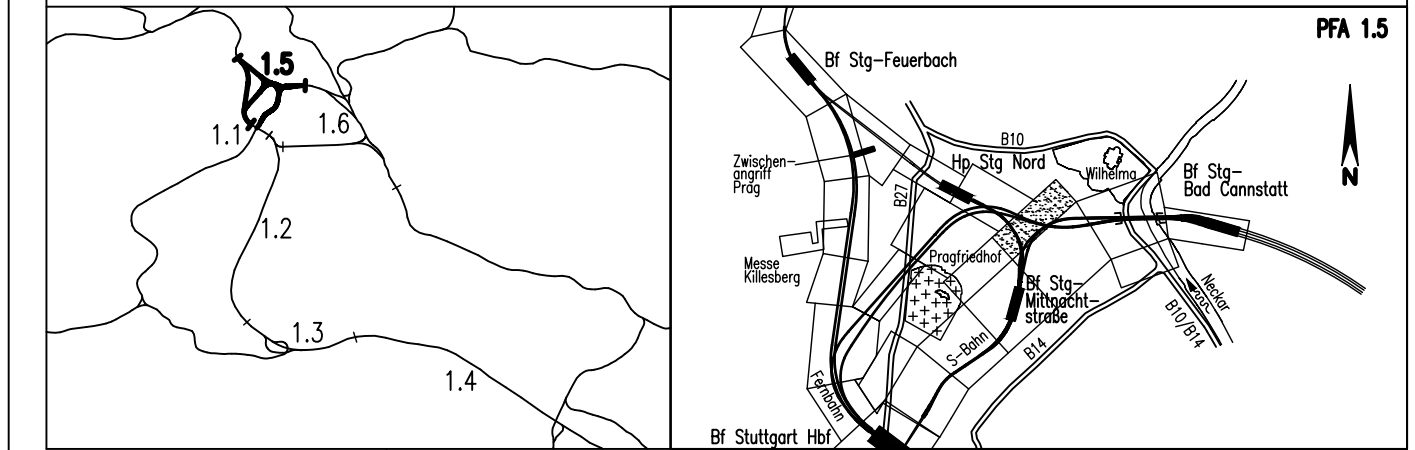 1.5
1.1
1.6
1.2
1.3
1.4
PFA 1.5
Bf Stg-Feuerbach
B10
Zwischen-
angriff
Prag
Hp Stg Nord
Wilhelma
Bf Stg-
Bad Cannstatt
N
B27
Messe
Killesberg
Pragfriedhof
Bf Stg-
Mittnacht-
straße
Neckar
B10/B14
S-Bahn
B14
Fernbahn
Bf Stuttgart Hbf